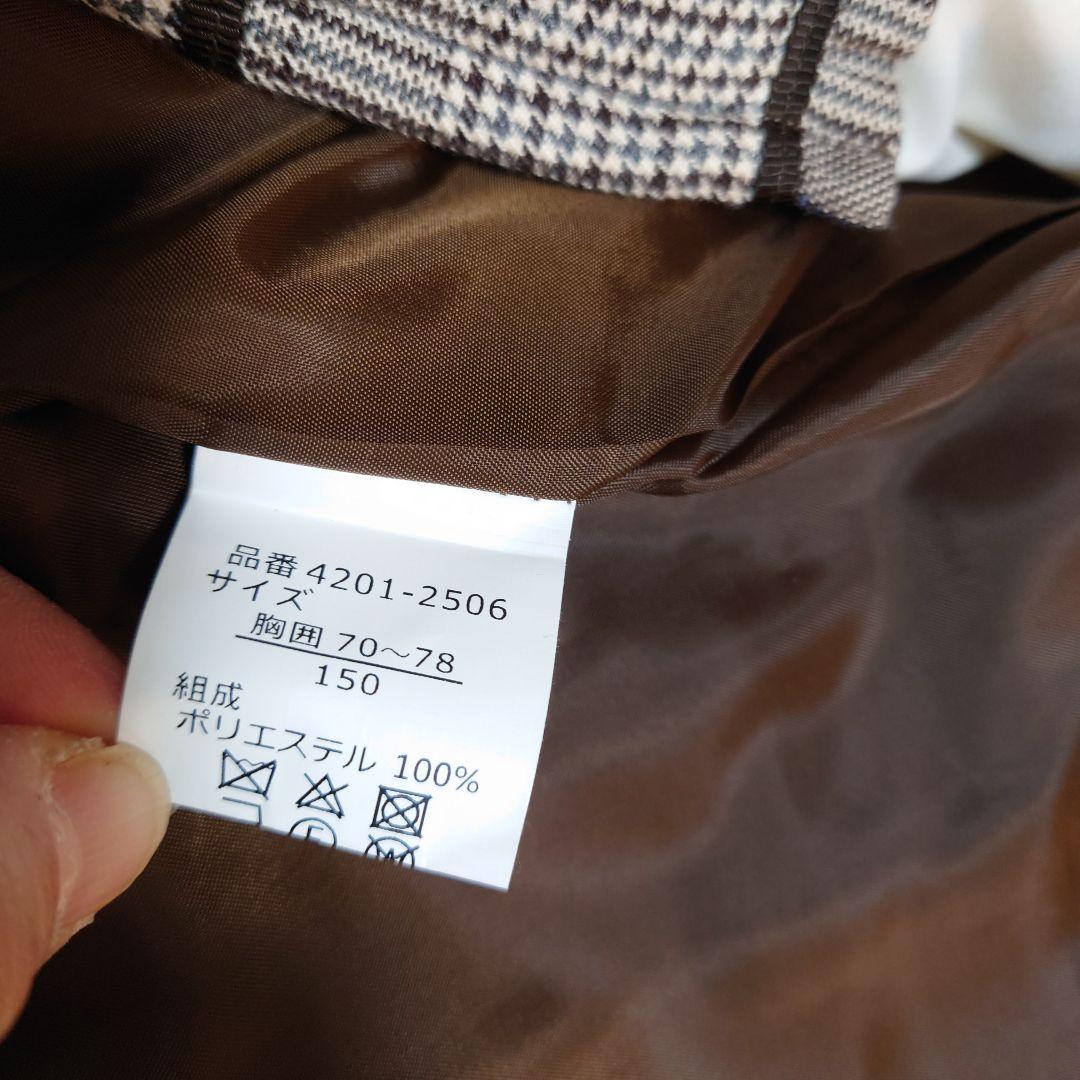 品番 4201-2506
サイズ
胸囲 70～78
150
組成
ポリエステル 100%